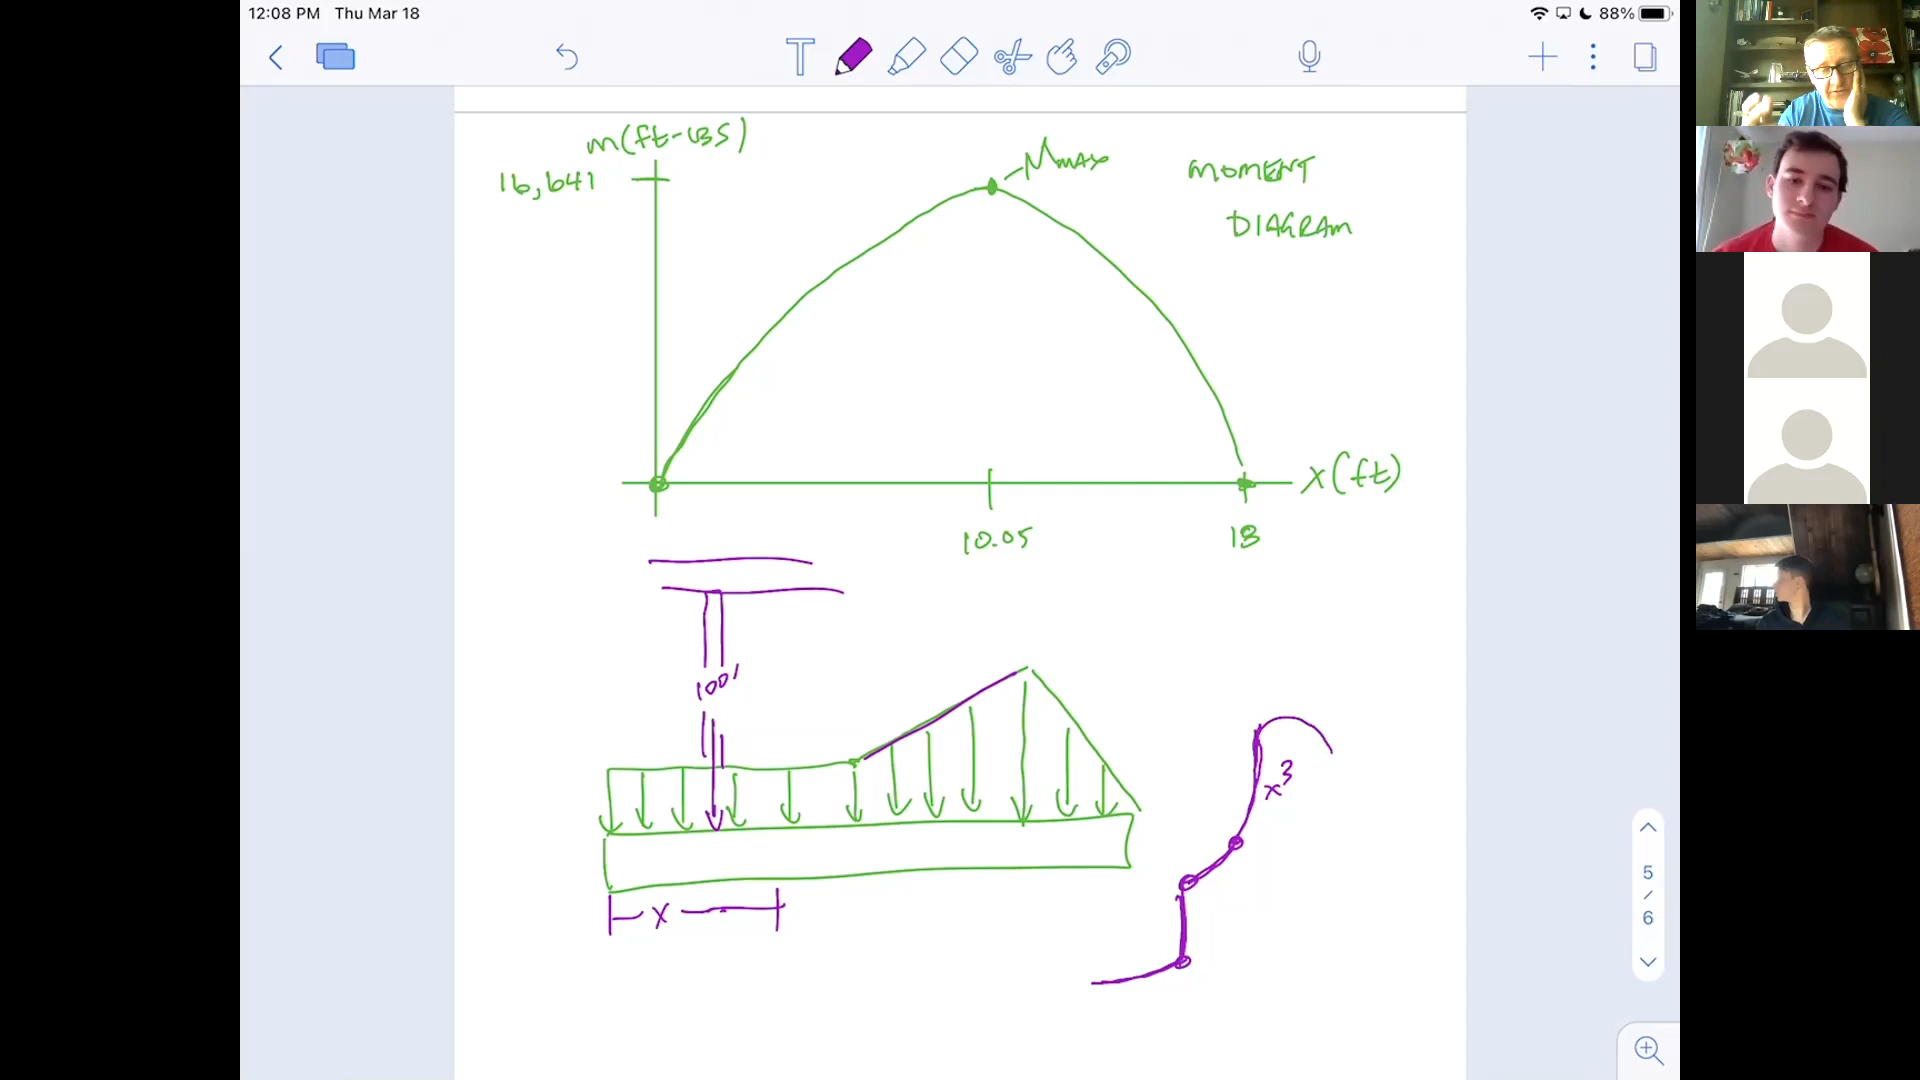 12:08 PM Thu Mar 18
88%
T
M(ft-LBS)
16,641
MMAX
MOMENT
DIAGRAM
X(ft)
10.05
18
100'
x³
X
5
/
6